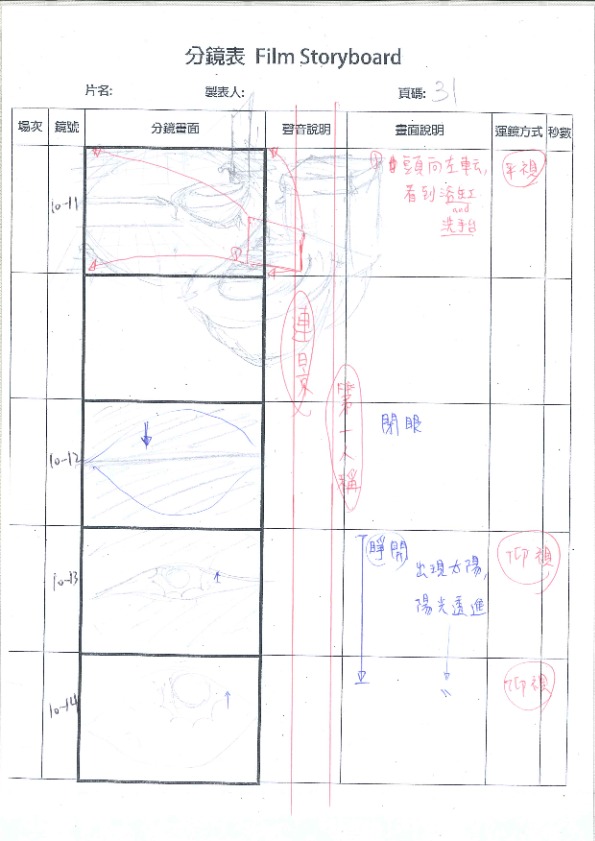 分鏡表 Film Storyboard
片名:
製表人:
頁碼: 31
場次 鏡號 分鏡畫面 聲音說明 畫面說明 運鏡方式 秒數
10-11
① 頭向左転,
看到浴缸
and
洗手台
平視
連景
第一人稱
10-12
閉眼
10-13
睜開
出現太陽,
陽光透進
仰視
10-14
〃
仰視